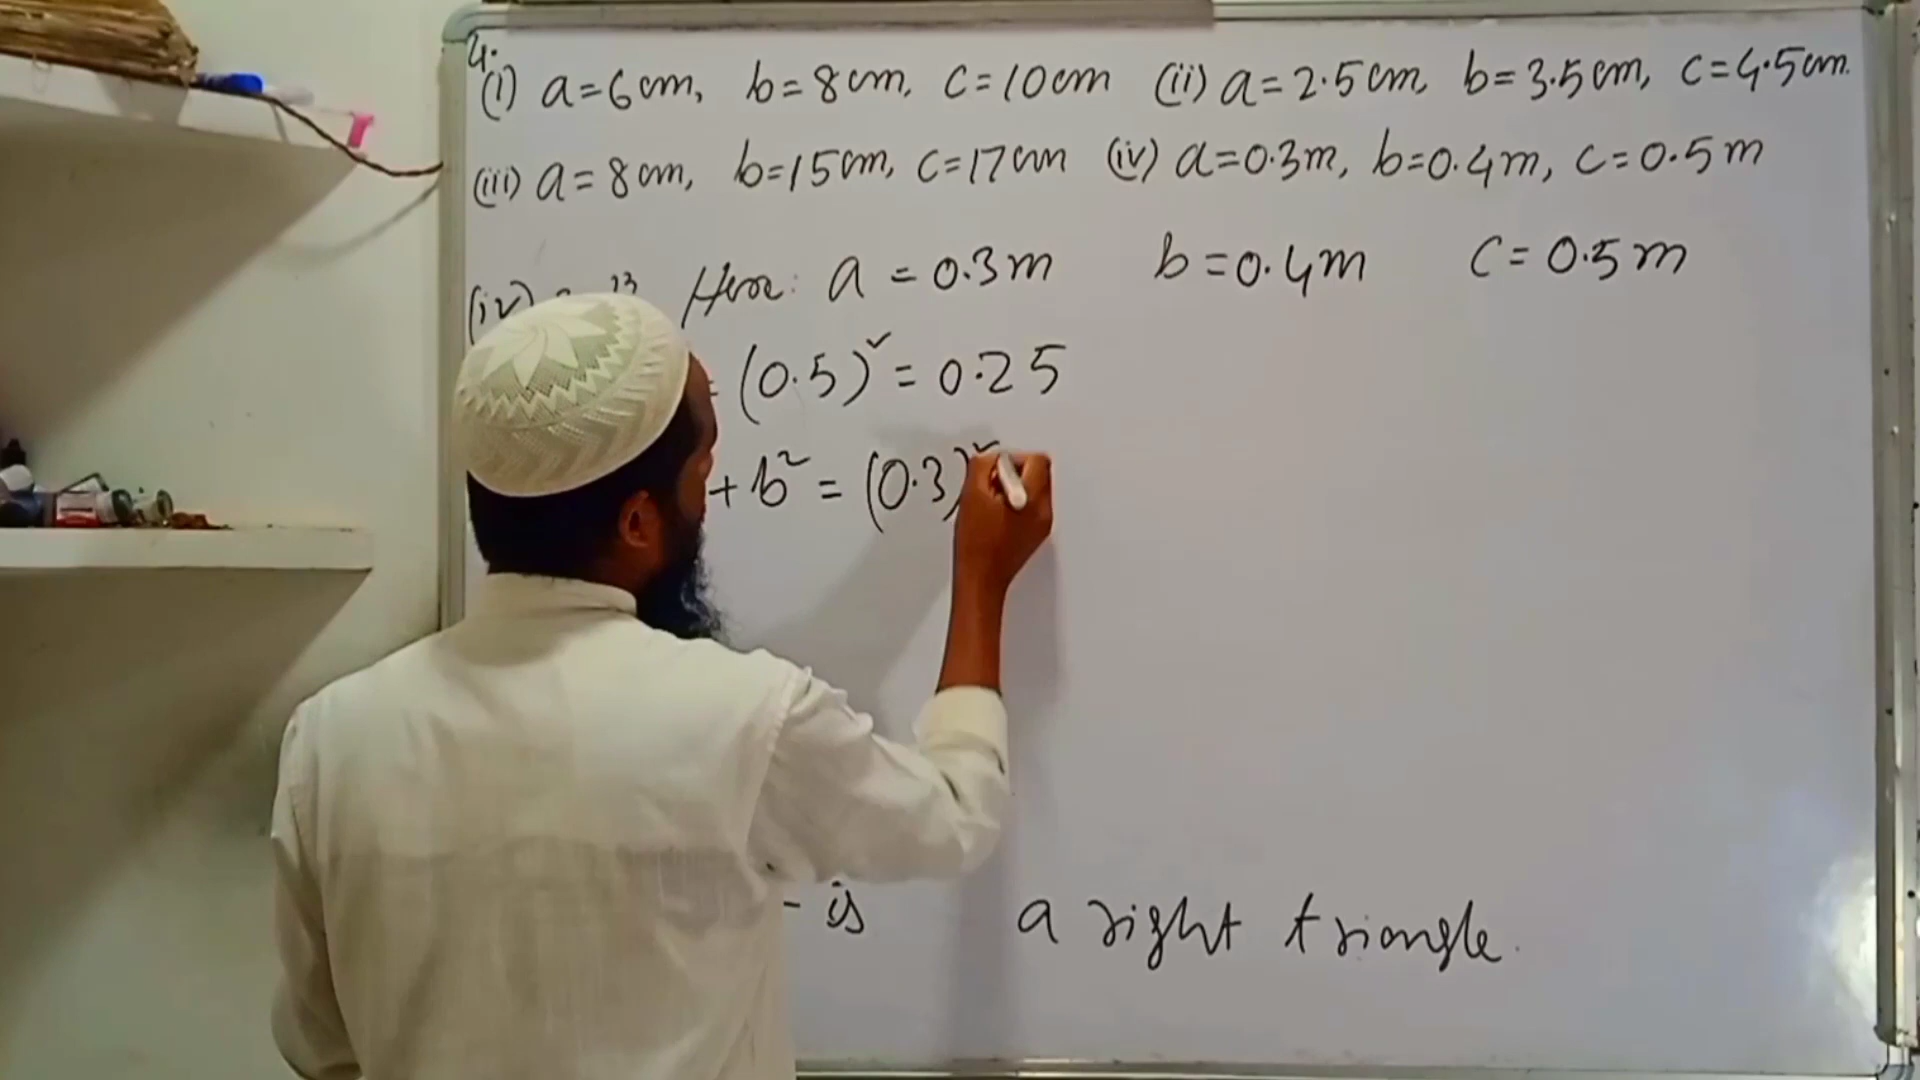 4.
(i) a=6cm, b=8cm, c=10cm (ii) a=2.5cm, b=3.5cm, c=4.5cm.
(iii) a=8cm, b=15cm, c=17cm (iv) a=0.3m, b=0.4m, c=0.5m
(iv) Here: a = 0.3m b=0.4m c=0.5m
= (0.5)² = 0.25
+ b² = (0.3)²
is a right triangle.